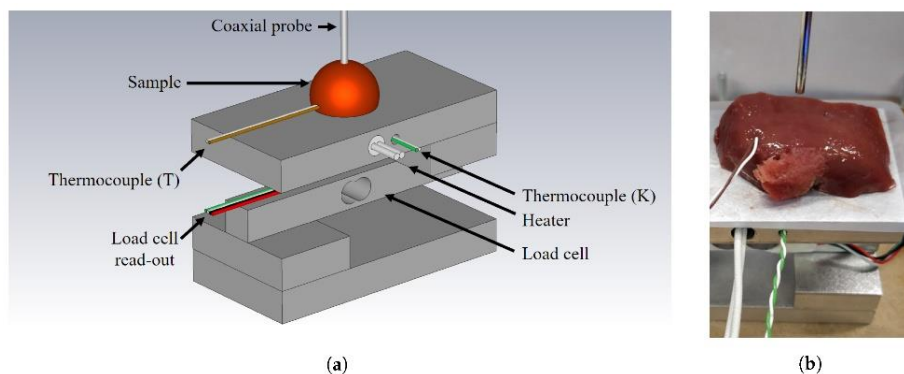 Coaxial probe
Sample
Thermocouple (T)
Thermocouple (K)
Heater
Load cell
read-out
Load cell
(a)
(b)